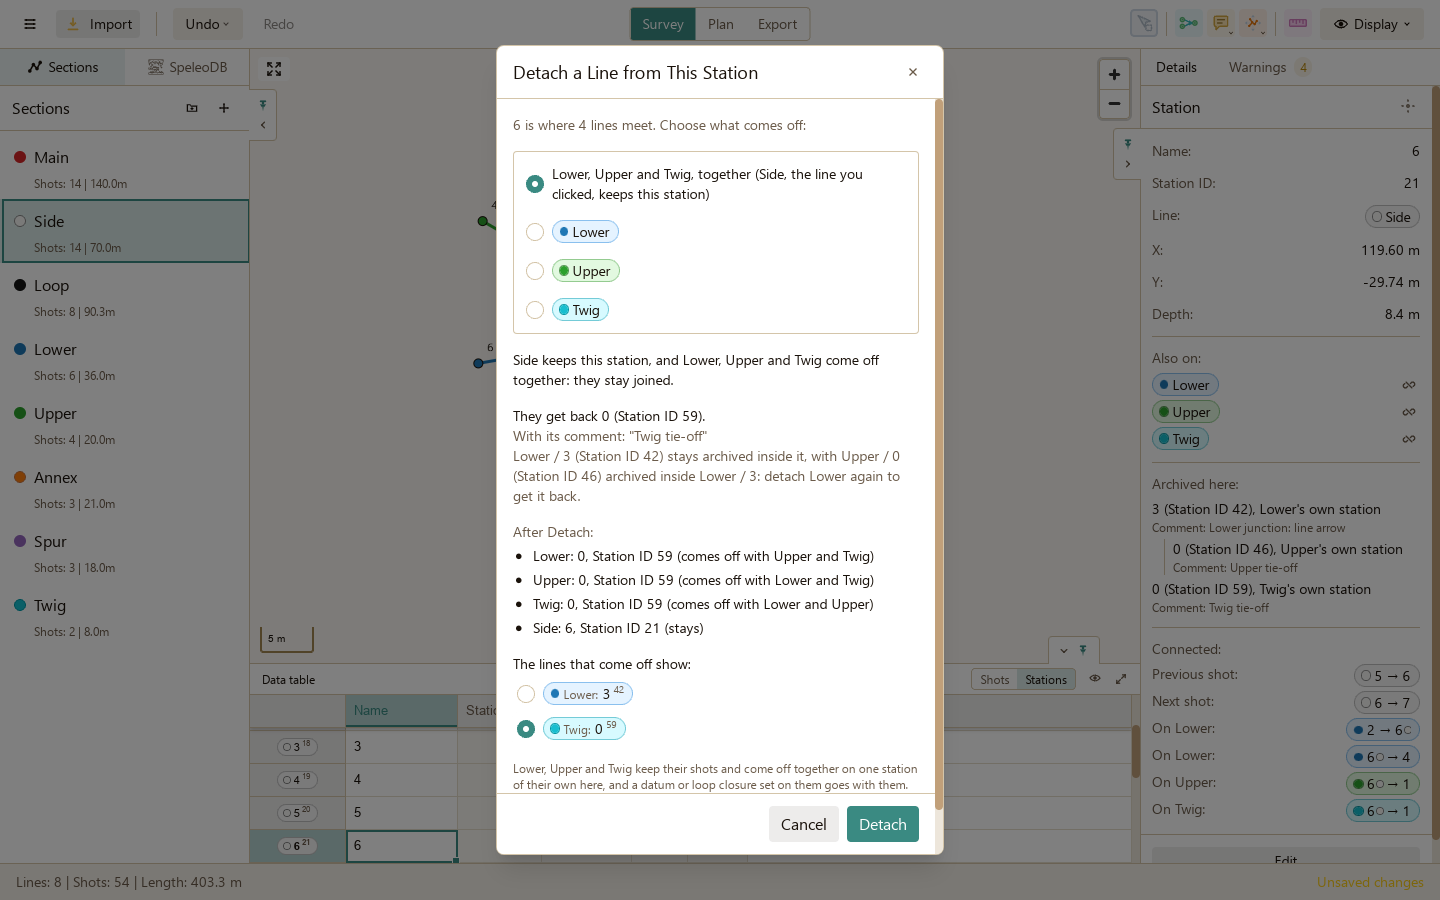 Import
Undo
Redo
Survey
Plan
Export
Display
Sections
SpeleoDB
Sections
Main
Shots: 14 | 140.0m
Side
Shots: 14 | 70.0m
Loop
Shots: 8 | 90.3m
Lower
Shots: 6 | 36.0m
Upper
Shots: 4 | 20.0m
Annex
Shots: 3 | 21.0m
Spur
Shots: 3 | 18.0m
Twig
Shots: 2 | 8.0m
4
6
5 m
Data table
Shots
Stations
Name
3 18
3
4 19
4
5 20
5
6 21
6
Detach a Line from This Station
×
6 is where 4 lines meet. Choose what comes off:
Lower, Upper and Twig, together (Side, the line you
clicked, keeps this station)
Lower
Upper
Twig
Side keeps this station, and Lower, Upper and Twig come off
together: they stay joined.
They get back 0 (Station ID 59).
With its comment: "Twig tie-off"
Lower / 3 (Station ID 42) stays archived inside it, with Upper / 0
(Station ID 46) archived inside Lower / 3: detach Lower again to
get it back.
After Detach:
• Lower: 0, Station ID 59 (comes off with Upper and Twig)
• Upper: 0, Station ID 59 (comes off with Lower and Twig)
• Twig: 0, Station ID 59 (comes off with Lower and Upper)
• Side: 6, Station ID 21 (stays)
The lines that come off show:
Lower: 3 42
Twig: 0 59
Lower, Upper and Twig keep their shots and come off together on one station
of their own here, and a datum or loop closure set on them goes with them.
Cancel
Detach
Details
Warnings 4
Station
Name: 6
Station ID: 21
Line: Side
X: 119.60 m
Y: -29.74 m
Depth: 8.4 m
Also on:
Lower
Upper
Twig
Archived here:
3 (Station ID 42), Lower's own station
Comment: Lower junction: line arrow
0 (Station ID 46), Upper's own station
Comment: Upper tie-off
0 (Station ID 59), Twig's own station
Comment: Twig tie-off
Connected:
Previous shot: 5 → 6
Next shot: 6 → 7
On Lower: 2 → 6
On Lower: 6 → 4
On Upper: 6 → 1
On Twig: 6 → 1
Edit
Lines: 8 | Shots: 54 | Length: 403.3 m
Unsaved changes